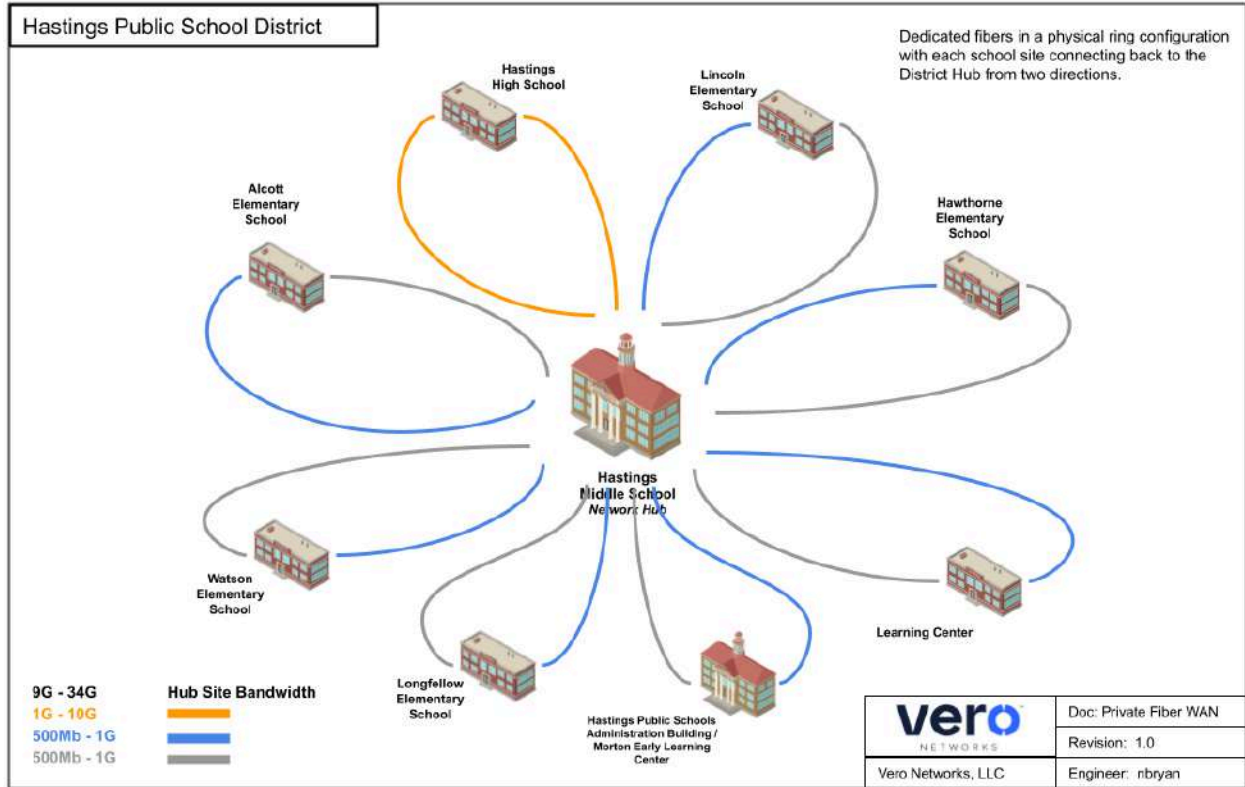 Hastings Public School District
Dedicated fibers in a physical ring configuration
with each school site connecting back to the
District Hub from two directions.
Hastings
High School
Lincoln
Elementary
School
Alcott
Elementary
School
Hawthorne
Elementary
School
Hastings
Middle School
Network Hub
Watson
Elementary
School
Learning Center
Longfellow
Elementary
School
Hastings Public Schools
Administration Building /
Morton Early Learning
Center
9G - 34G Hub Site Bandwidth
1G - 10G
500Mb - 1G
500Mb - 1G
vero
NETWORKS
Vero Networks, LLC
Doc: Private Fiber WAN
Revision: 1.0
Engineer: nbryan